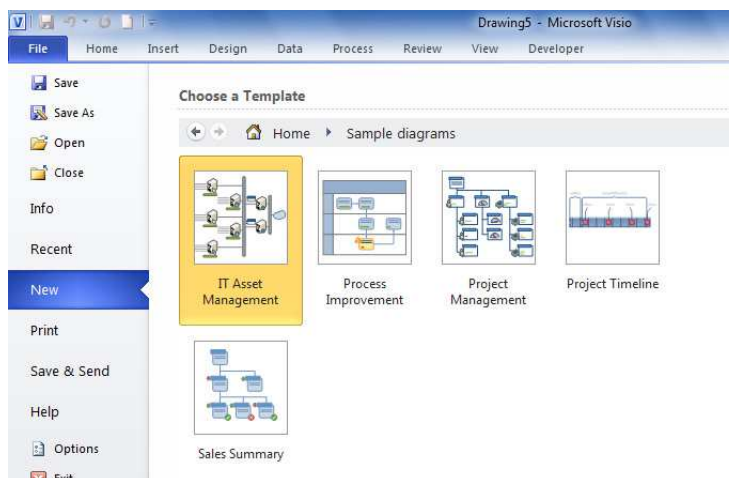 Drawing5 - Microsoft Visio
File Home Insert Design Data Process Review View Developer
Save
Save As
Open
Close
Info
Recent
New
Print
Save & Send
Help
Options
Exit
Choose a Template
Home Sample diagrams
IT Asset
Management
Process
Improvement
Project
Management
Project Timeline
Sales Summary